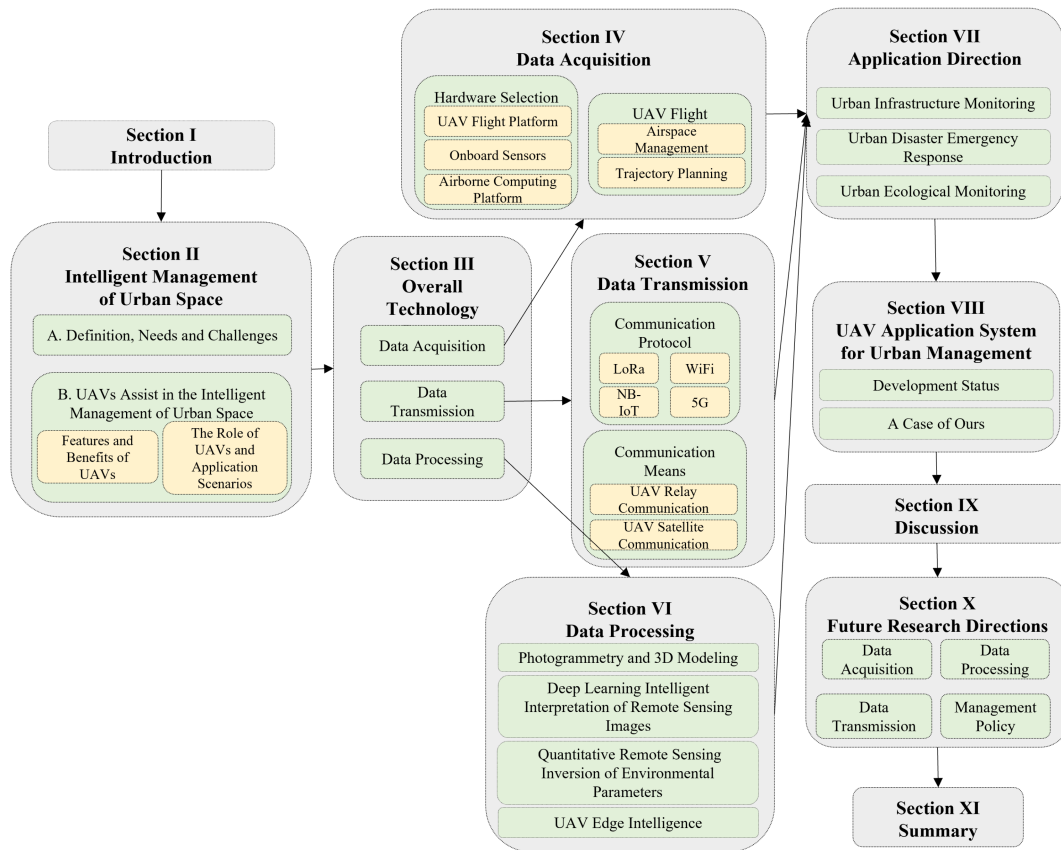 Section I
Introduction
Section II
Intelligent Management
of Urban Space
A. Definition, Needs and Challenges
B. UAVs Assist in the Intelligent
Management of Urban Space
Features and
Benefits of
UAVs
The Role of
UAVs and
Application
Scenarios
Section III
Overall
Technology
Data Acquisition
Data
Transmission
Data Processing
Section IV
Data Acquisition
Hardware Selection
UAV Flight Platform
Onboard Sensors
Airborne Computing
Platform
UAV Flight
Airspace
Management
Trajectory Planning
Section V
Data Transmission
Communication
Protocol
LoRa
WiFi
NB-
IoT
5G
Communication
Means
UAV Relay
Communication
UAV Satellite
Communication
Section VI
Data Processing
Photogrammetry and 3D Modeling
Deep Learning Intelligent
Interpretation of Remote Sensing
Images
Quantitative Remote Sensing
Inversion of Environmental
Parameters
UAV Edge Intelligence
Section VII
Application Direction
Urban Infrastructure Monitoring
Urban Disaster Emergency
Response
Urban Ecological Monitoring
Section VIII
UAV Application System
for Urban Management
Development Status
A Case of Ours
Section IX
Discussion
Section X
Future Research Directions
Data
Acquisition
Data
Processing
Data
Transmission
Management
Policy
Section XI
Summary